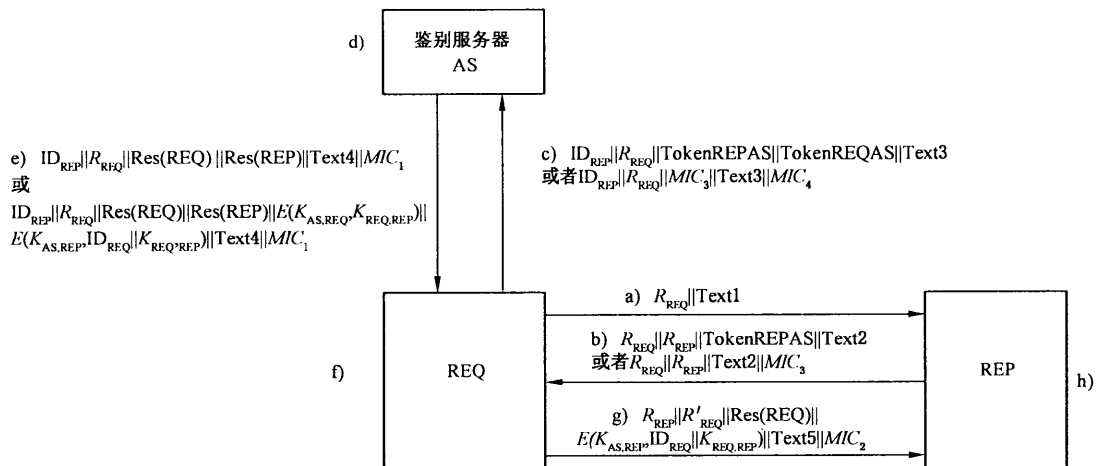 d)
鉴别服务器
AS
e) ID_REP||R_REQ||Res(REQ)||Res(REP)||Text4||MIC_1
或
ID_REP||R_REQ||Res(REQ)||Res(REP)||E(K_AS,REQ,K_REQ,REP)||
E(K_AS,REP,ID_REQ||K_REQ,REP)||Text4||MIC_1
c) ID_REP||R_REQ||TokenREPAS||TokenREQAS||Text3
或者ID_REP||R_REQ||MIC_3||Text3||MIC_4
a) R_REQ||Text1
b) R_REQ||R_REP||TokenREPAS||Text2
或者R_REQ||R_REP||Text2||MIC_3
f)
REQ
REP
h)
g) R_REP||R'_REQ||Res(REQ)||
E(K_AS,REP,ID_REQ||K_REQ,REP)||Text5||MIC_2